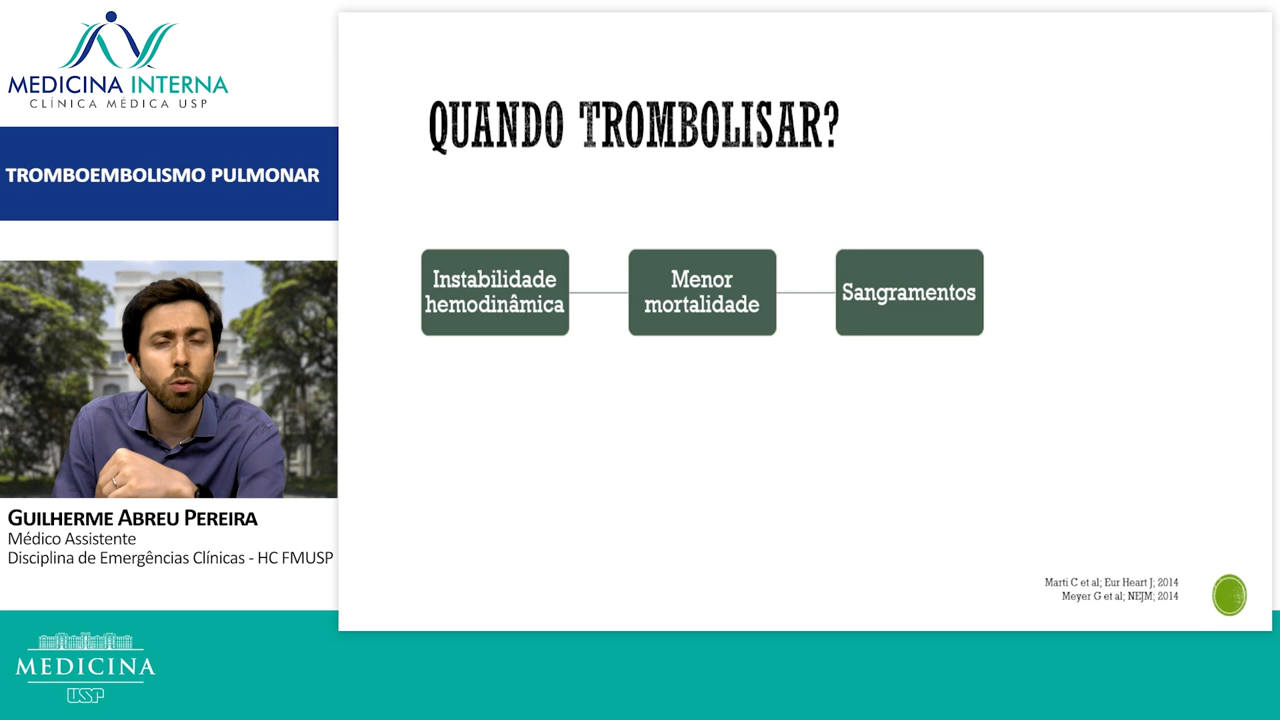 MEDICINA INTERNA
CLÍNICA MÉDICA USP
TROMBOEMBOLISMO PULMONAR
GUILHERME ABREU PEREIRA
Médico Assistente
Disciplina de Emergências Clínicas - HC FMUSP
MEDICINA
USP
QUANDO TROMBOLISAR?
Instabilidade
hemodinâmica
Menor
mortalidade
Sangramentos
Marti C et al; Eur Heart J; 2014
Meyer G et al; NEJM; 2014